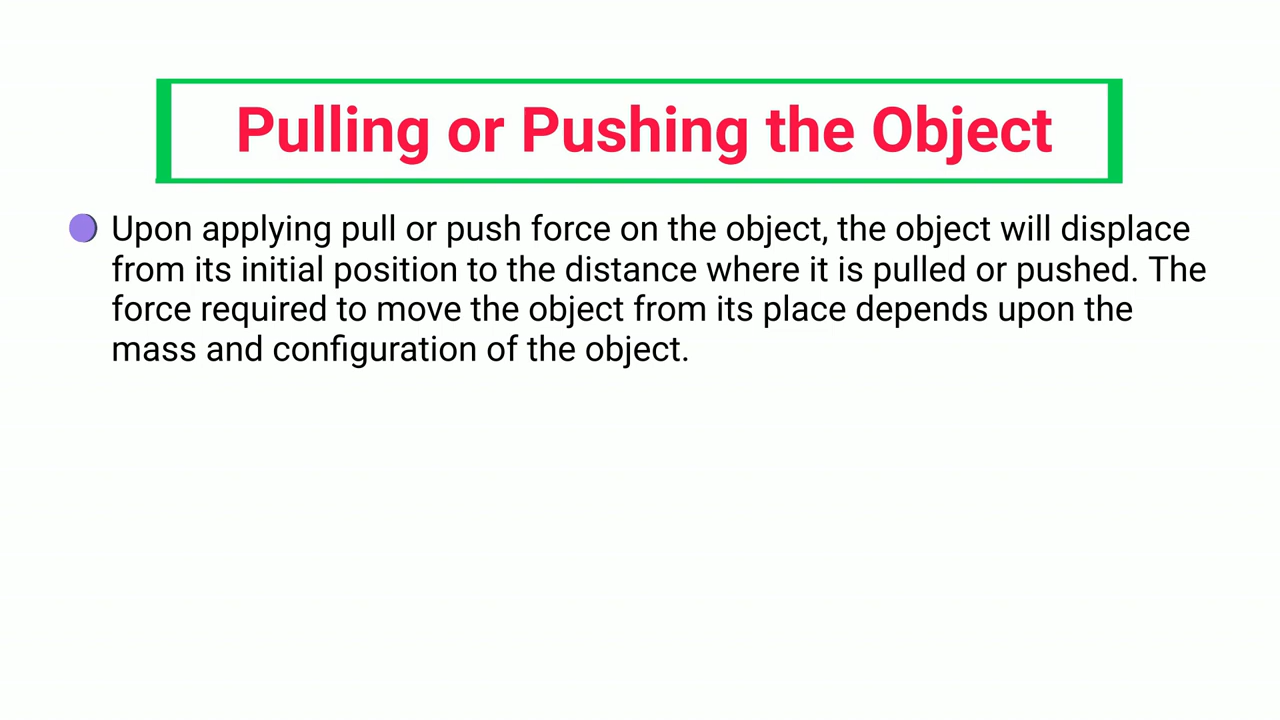 Pulling or Pushing the Object
Upon applying pull or push force on the object, the object will displace
from its initial position to the distance where it is pulled or pushed. The
force required to move the object from its place depends upon the
mass and configuration of the object.